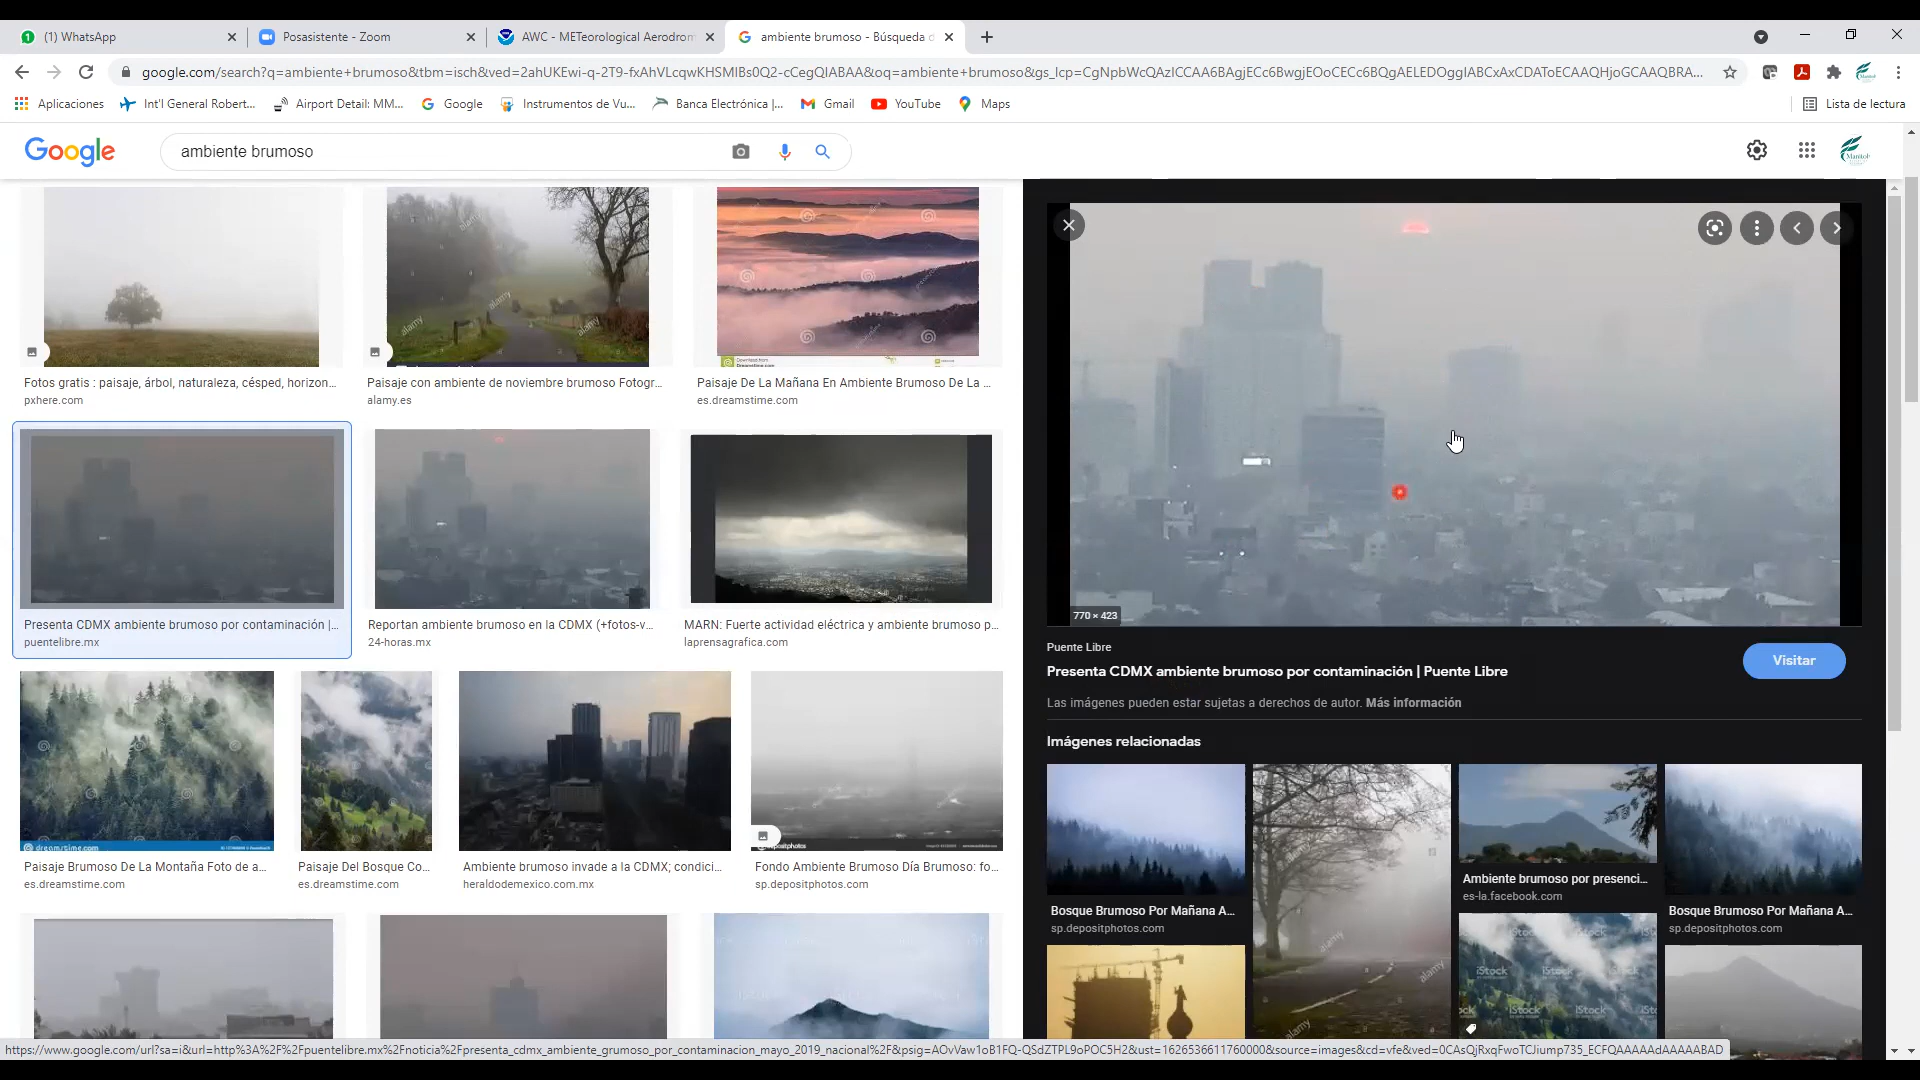 (1) WhatsApp
Posasistente - Zoom
AWC - METeorological Aerodrom
ambiente brumoso - Búsqueda d
google.com/search?q=ambiente+brumoso&tbm=isch&ved=2ahUKEwi-q-2T9-fxAhVLcqwKHSMIBs0Q2-cCegQIABAA&oq=ambiente+brumoso&gs_lcp=CgNpbWcQAzICCAA6BAgjECc6BwgjEOoCECc6BQgAELEDOggIABCxAxCDAToECAAQHjoGCAAQBRA...
Aplicaciones
Int'l General Robert...
Airport Detail: MM...
Google
Instrumentos de Vu...
Banca Electrónica |...
Gmail
YouTube
Maps
Lista de lectura
Google
ambiente brumoso
Manitol
Fotos gratis : paisaje, árbol, naturaleza, césped, horizon...
pxhere.com
Paisaje con ambiente de noviembre brumoso Fotogr...
alamy.es
Paisaje De La Mañana En Ambiente Brumoso De La ...
es.dreamstime.com
Presenta CDMX ambiente brumoso por contaminación |...
puentelibre.mx
Reportan ambiente brumoso en la CDMX (+fotos-v...
24-horas.mx
MARN: Fuerte actividad eléctrica y ambiente brumoso p...
laprensagrafica.com
Paisaje Brumoso De La Montaña Foto de a...
es.dreamstime.com
Paisaje Del Bosque Co...
es.dreamstime.com
Ambiente brumoso invade a la CDMX; condici...
heraldodemexico.com.mx
Fondo Ambiente Brumoso Día Brumoso: fo...
sp.depositphotos.com
770 × 423
Puente Libre
Presenta CDMX ambiente brumoso por contaminación | Puente Libre
Visitar
Las imágenes pueden estar sujetas a derechos de autor. Más información
Imágenes relacionadas
Bosque Brumoso Por Mañana A...
sp.depositphotos.com
Ambiente brumoso por presenci...
es-la.facebook.com
Bosque Brumoso Por Mañana A...
sp.depositphotos.com
alamy
alamy
alamy
alamy
iStock
iStock
iStock
dreamstime.com
depositphotos
https://www.google.com/url?sa=i&url=http%3A%2F%2Fpuentelibre.mx%2Fnoticia%2Fpresenta_cdmx_ambiente_grumoso_por_contaminacion_mayo_2019_nacional%2F&psig=AOvVaw1oB1FQ-QSdZTPL9oPOC5H2&ust=1626536611760000&source=images&cd=vfe&ved=0CAsQjRxqFwoTCJiump735_ECFQAAAAAdAAAAABAD